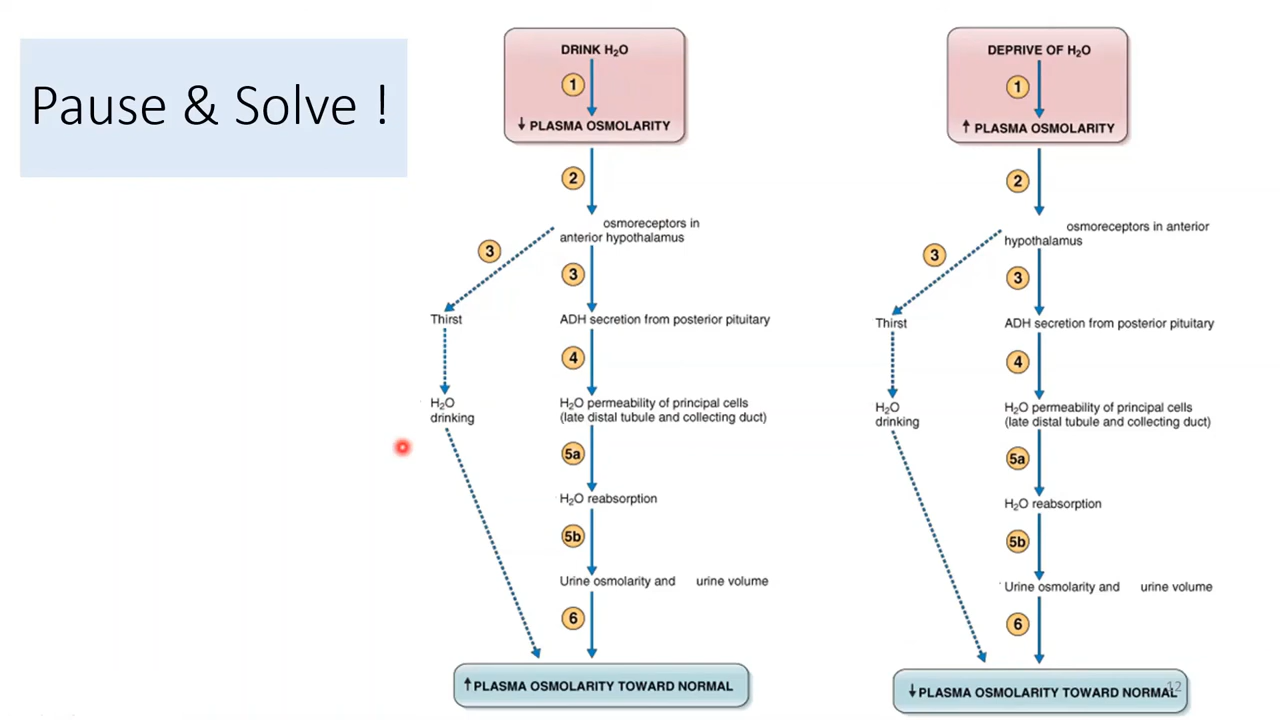 Pause & Solve !
DRINK H₂O
1
↓ PLASMA OSMOLARITY
2
osmoreceptors in
anterior hypothalamus
3
3
Thirst
ADH secretion from posterior pituitary
4
H₂O
drinking
H₂O permeability of principal cells
(late distal tubule and collecting duct)
5a
H₂O reabsorption
5b
Urine osmolarity and urine volume
6
↑ PLASMA OSMOLARITY TOWARD NORMAL
DEPRIVE OF H₂O
1
↑ PLASMA OSMOLARITY
2
osmoreceptors in anterior
hypothalamus
3
3
Thirst
ADH secretion from posterior pituitary
4
H₂O
drinking
H₂O permeability of principal cells
(late distal tubule and collecting duct)
5a
H₂O reabsorption
5b
Urine osmolarity and urine volume
6
↓ PLASMA OSMOLARITY TOWARD NORMAL
12